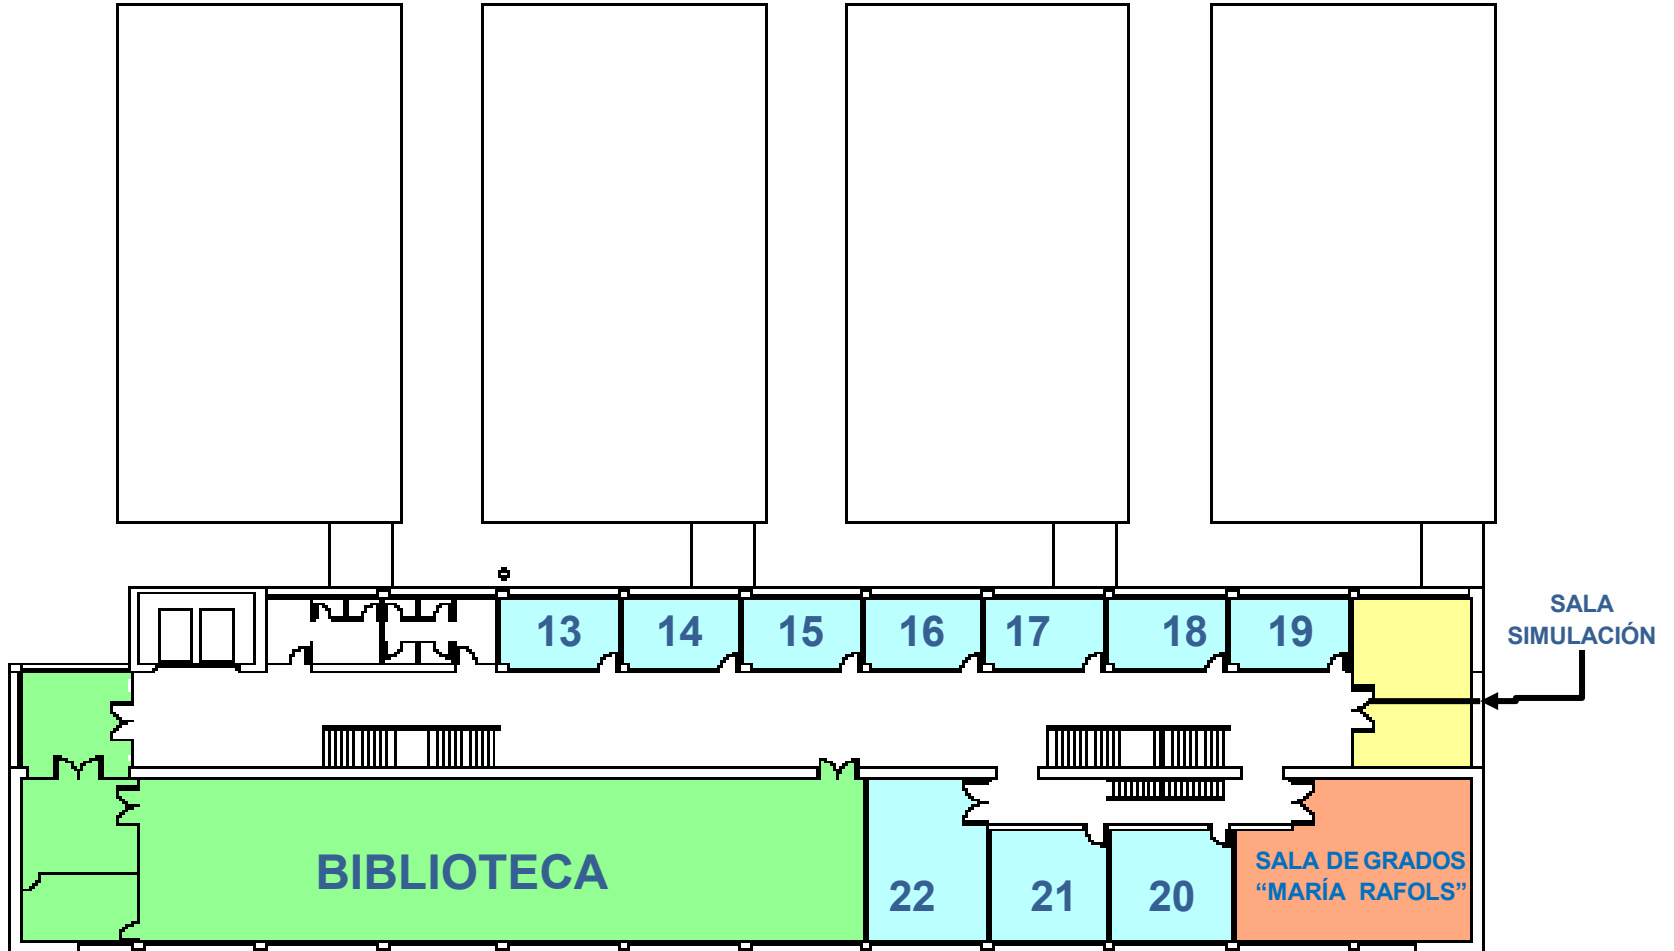 13 14 15 16 17 18 19
SALA
SIMULACIÓN
BIBLIOTECA
22 21 20
SALA DE GRADOS
“MARÍA RAFOLS”